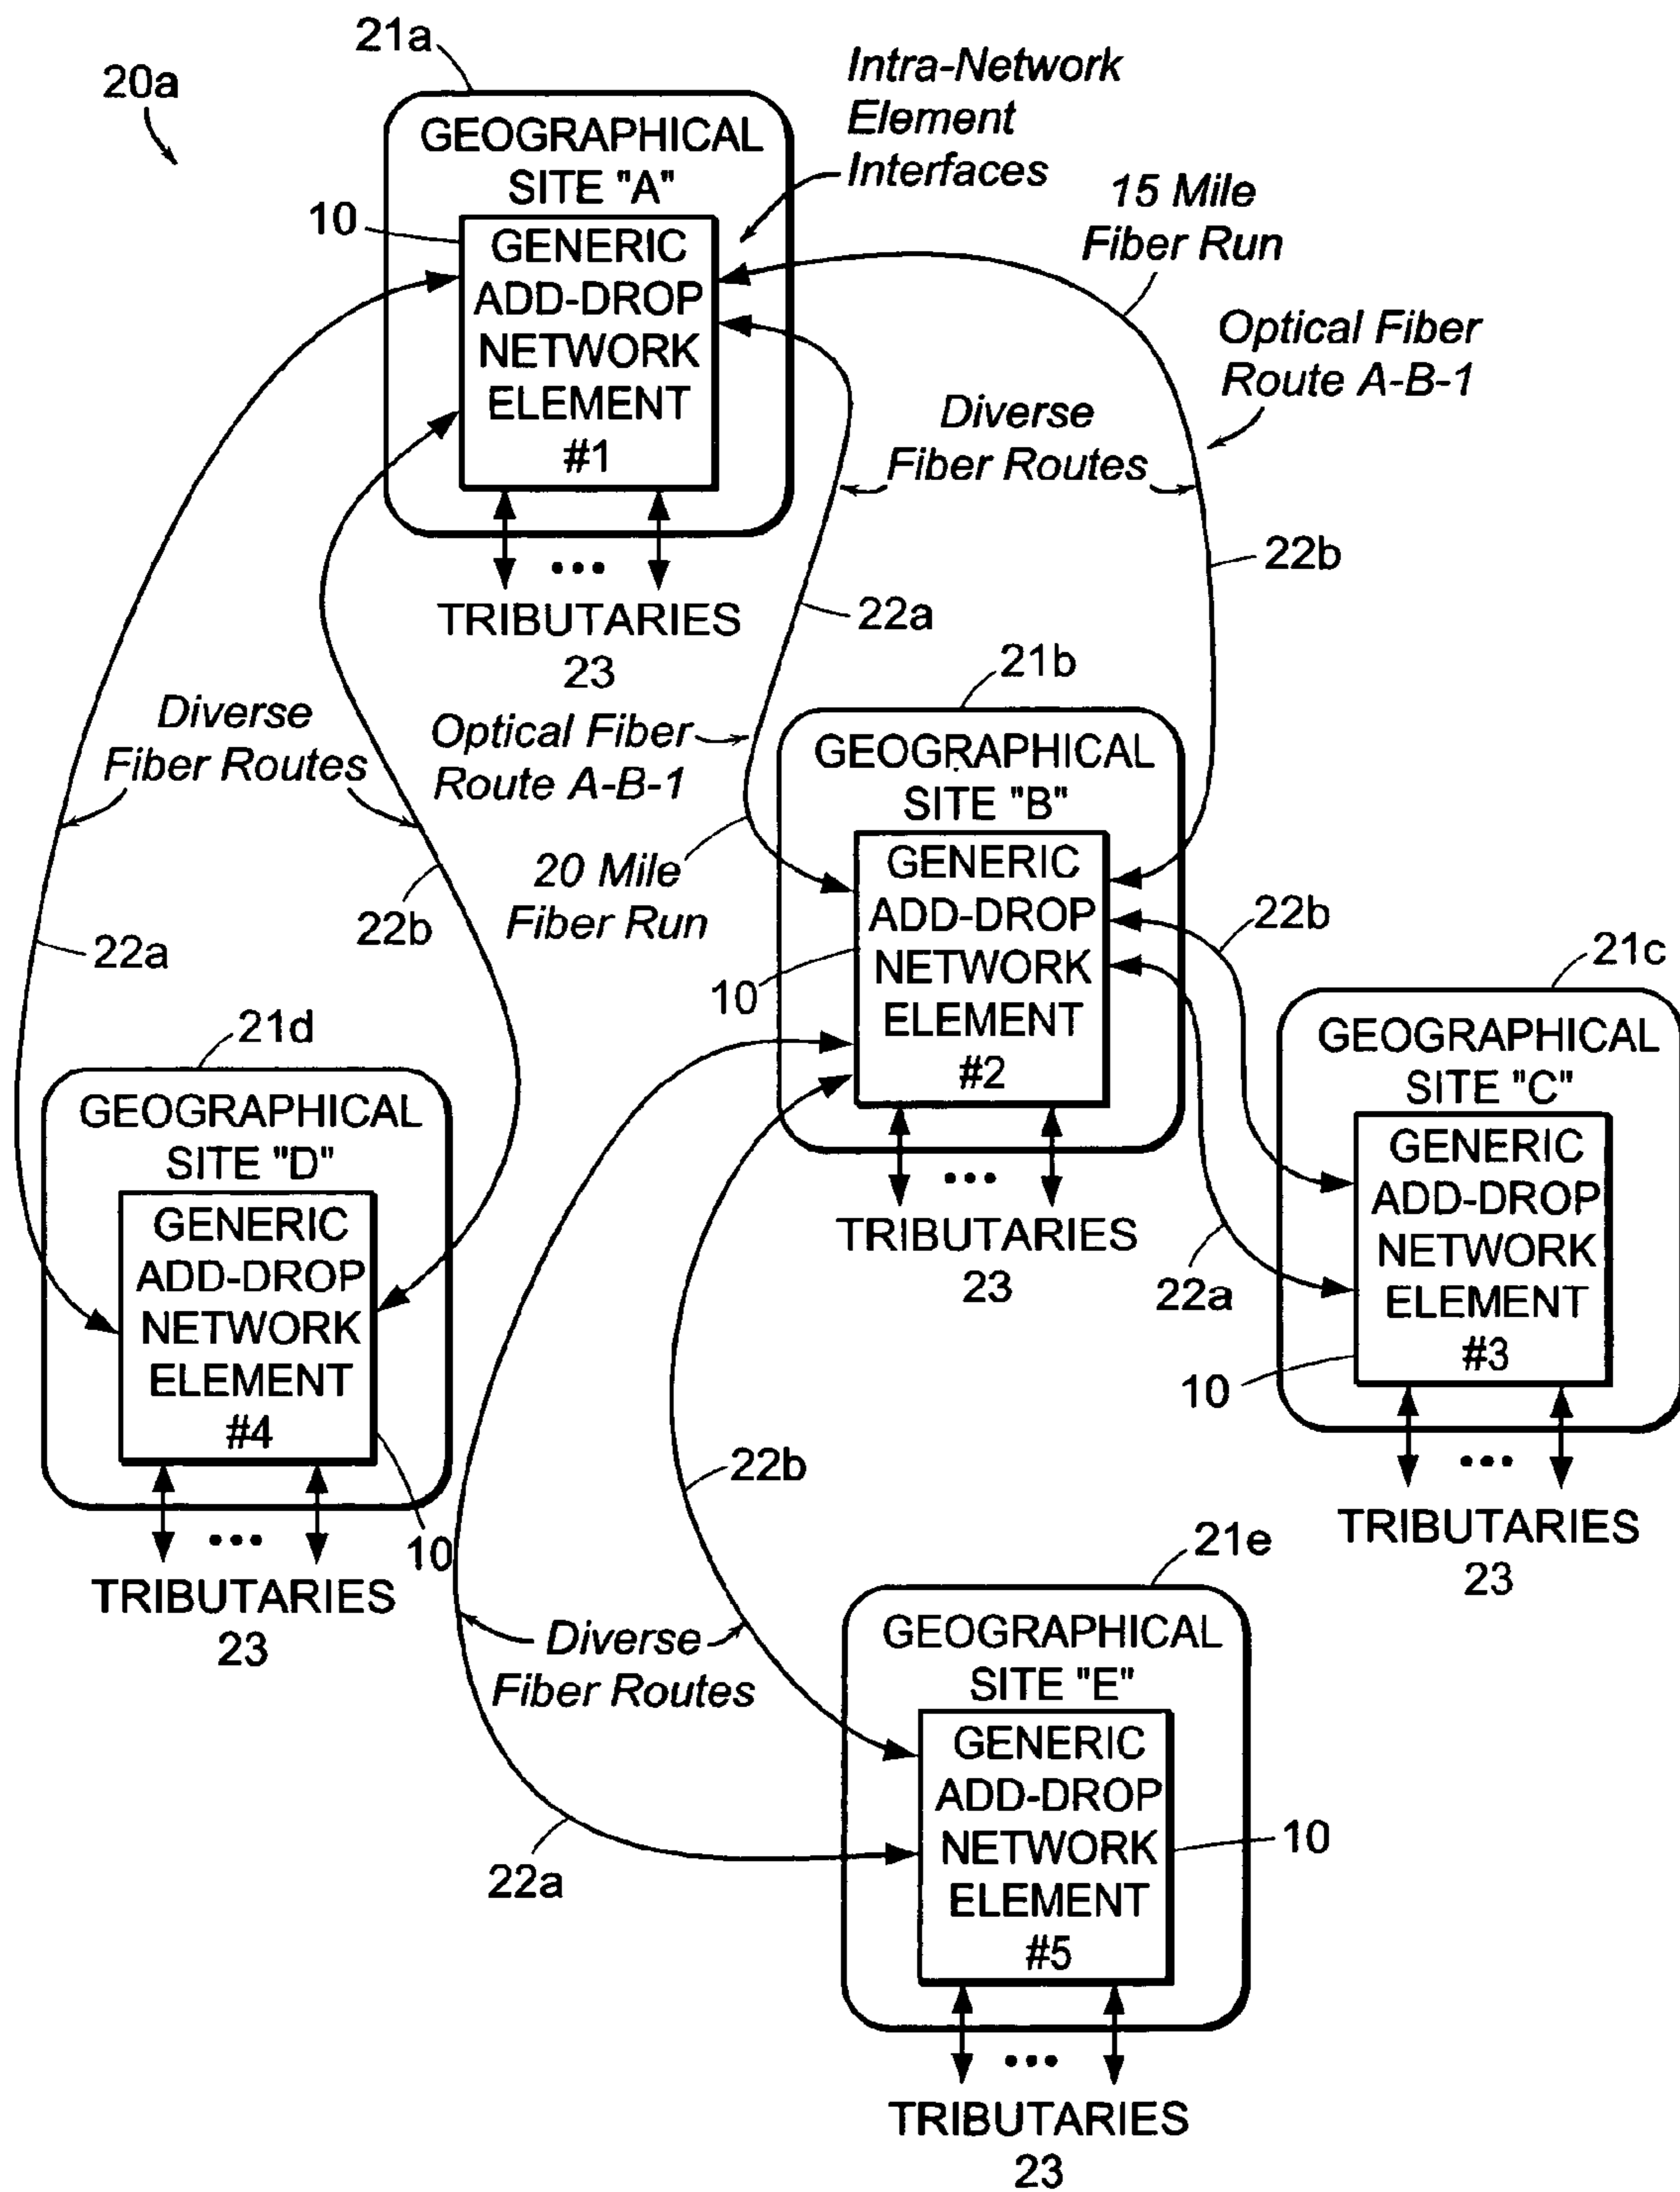 20a
21a
Intra-Network
Element
Interfaces
GEOGRAPHICAL
SITE "A"
10
GENERIC
ADD-DROP
NETWORK
ELEMENT
#1
•••
TRIBUTARIES
23
15 Mile
Fiber Run
Optical Fiber
Route A-B-1
Diverse
Fiber Routes
22b
22a
Diverse
Fiber Routes
22a
22b
Optical Fiber
Route A-B-1
20 Mile
Fiber Run
21b
GEOGRAPHICAL
SITE "B"
10
GENERIC
ADD-DROP
NETWORK
ELEMENT
#2
•••
TRIBUTARIES
23
22b
22a
21c
GEOGRAPHICAL
SITE "C"
GENERIC
ADD-DROP
NETWORK
ELEMENT
#3
10
•••
TRIBUTARIES
23
21d
GEOGRAPHICAL
SITE "D"
GENERIC
ADD-DROP
NETWORK
ELEMENT
#4
10
•••
TRIBUTARIES
23
22b
Diverse
Fiber Routes
22a
21e
GEOGRAPHICAL
SITE "E"
GENERIC
ADD-DROP
NETWORK
ELEMENT
#5
10
•••
TRIBUTARIES
23